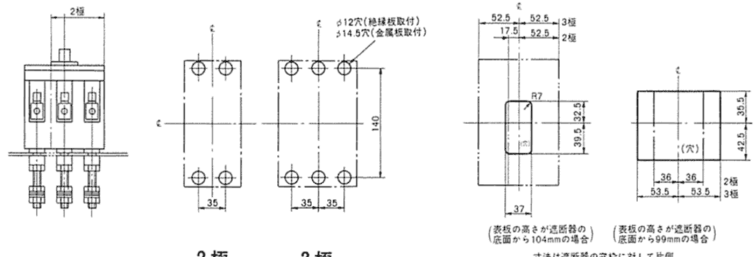 2極
℄
φ12穴(絶縁板取付)
φ14.5穴(金属板取付)
℄
℄
140
35
35
35
2極
3極
℄
52.5
52.5
3極
17.5
52.5
2極
R7
32.5
39.5
37
(表板の高さが遮断器の
底面から104mmの場合)
℄
35.5
42.5
(穴)
36
36
2極
53.5
53.5
3極
(表板の高さが遮断器の
底面から99mmの場合)